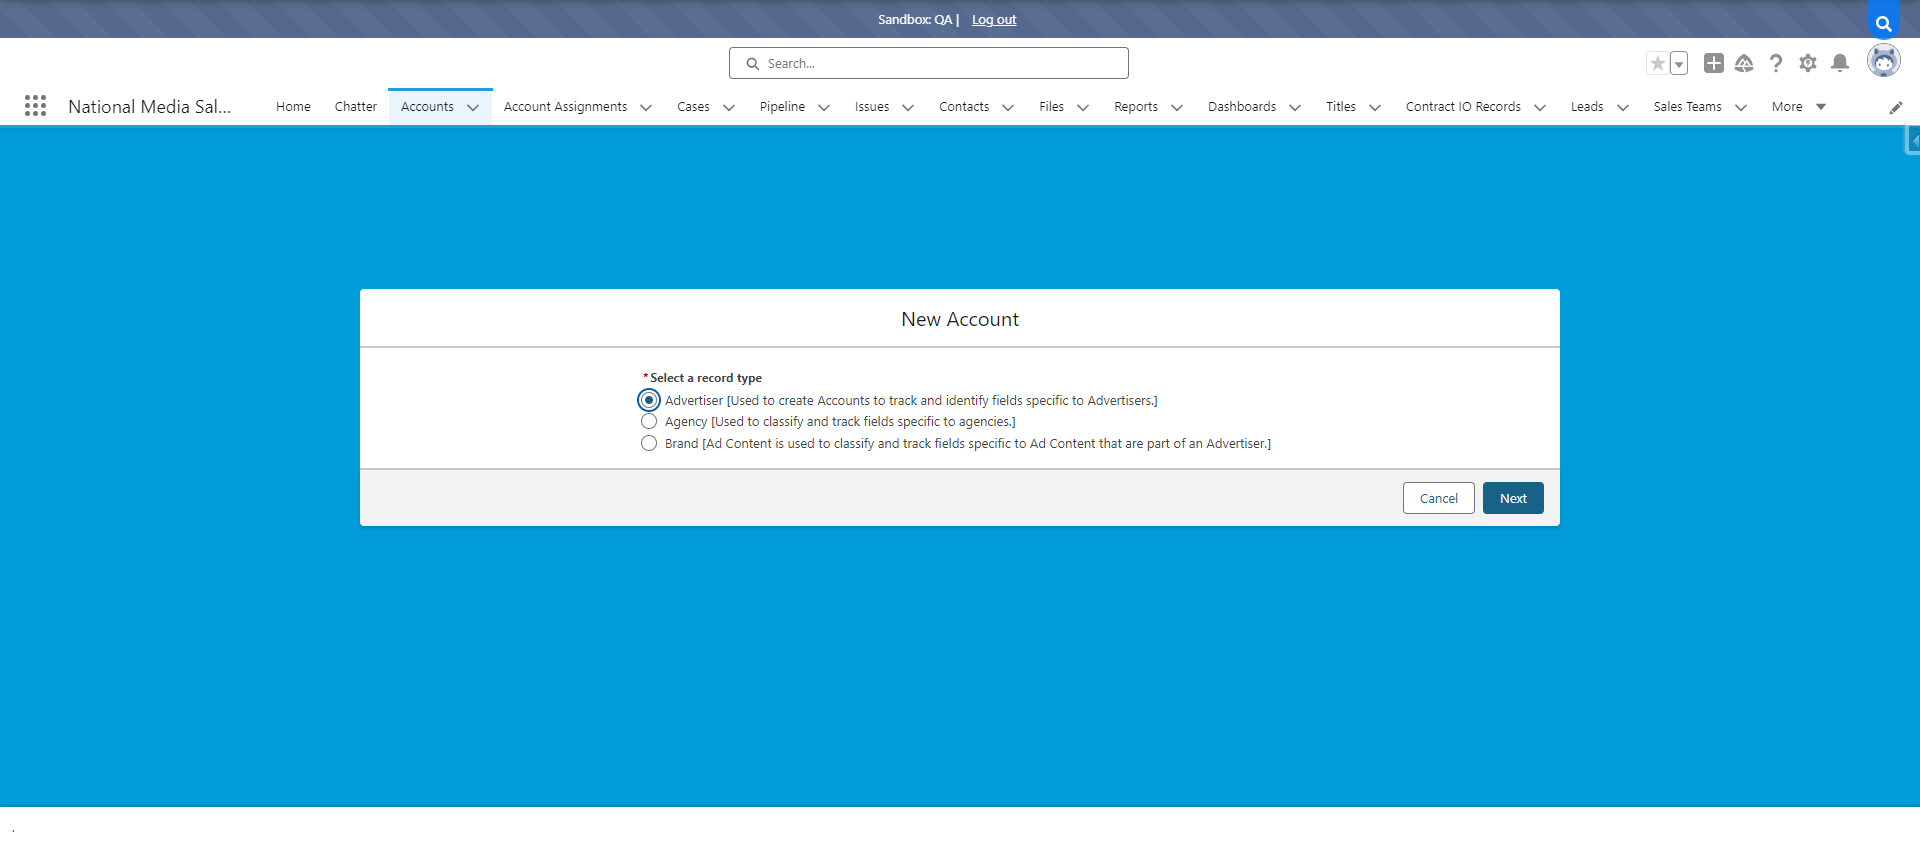 Sandbox: QA | Log out
Search...
National Media Sal...
Home Chatter Accounts Account Assignments Cases Pipeline Issues Contacts Files Reports Dashboards Titles Contract IO Records Leads Sales Teams More
New Account
*Select a record type
Advertiser [Used to create Accounts to track and identify fields specific to Advertisers.]
Agency [Used to classify and track fields specific to agencies.]
Brand [Ad Content is used to classify and track fields specific to Ad Content that are part of an Advertiser.]
Cancel Next
.